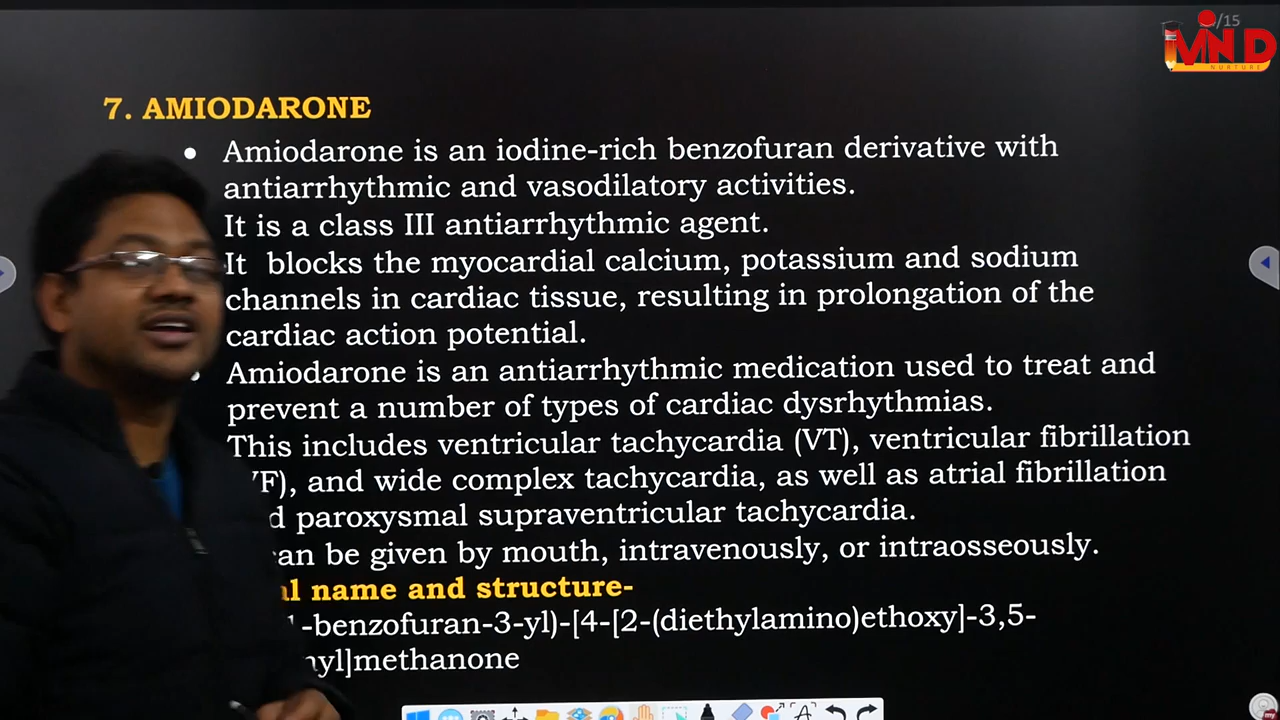 /15
MIND
NURTURE
7. AMIODARONE
• Amiodarone is an iodine-rich benzofuran derivative with
antiarrhythmic and vasodilatory activities.
It is a class III antiarrhythmic agent.
It blocks the myocardial calcium, potassium and sodium
channels in cardiac tissue, resulting in prolongation of the
cardiac action potential.
Amiodarone is an antiarrhythmic medication used to treat and
prevent a number of types of cardiac dysrhythmias.
This includes ventricular tachycardia (VT), ventricular fibrillation
F), and wide complex tachycardia, as well as atrial fibrillation
d paroxysmal supraventricular tachycardia.
an be given by mouth, intravenously, or intraosseously.
al name and structure-
-benzofuran-3-yl)-[4-[2-(diethylamino)ethoxy]-3,5-
nyl]methanone